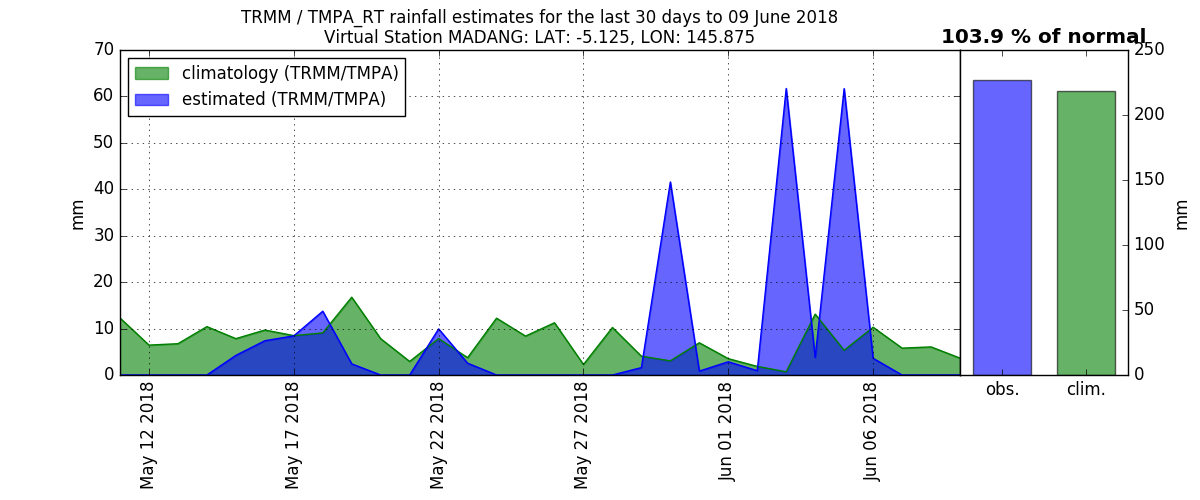 TRMM / TMPA_RT rainfall estimates for the last 30 days to 09 June 2018
Virtual Station MADANG: LAT: -5.125, LON: 145.875
103.9 % of normal
climatology (TRMM/TMPA)
estimated (TRMM/TMPA)
70
60
50
40
30
20
10
0
mm
May 12 2018
May 17 2018
May 22 2018
May 27 2018
Jun 01 2018
Jun 06 2018
obs.
clim.
250
200
150
100
50
0
mm